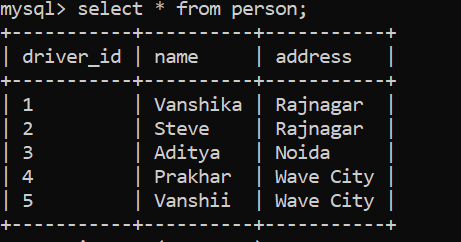 mysql> select * from person;
+-----------+----------+-----------+
| driver_id | name     | address   |
+-----------+----------+-----------+
| 1         | Vanshika | Rajnagar  |
| 2         | Steve    | Rajnagar  |
| 3         | Aditya   | Noida     |
| 4         | Prakhar  | Wave City |
| 5         | Vanshii  | Wave City |
+-----------+----------+-----------+